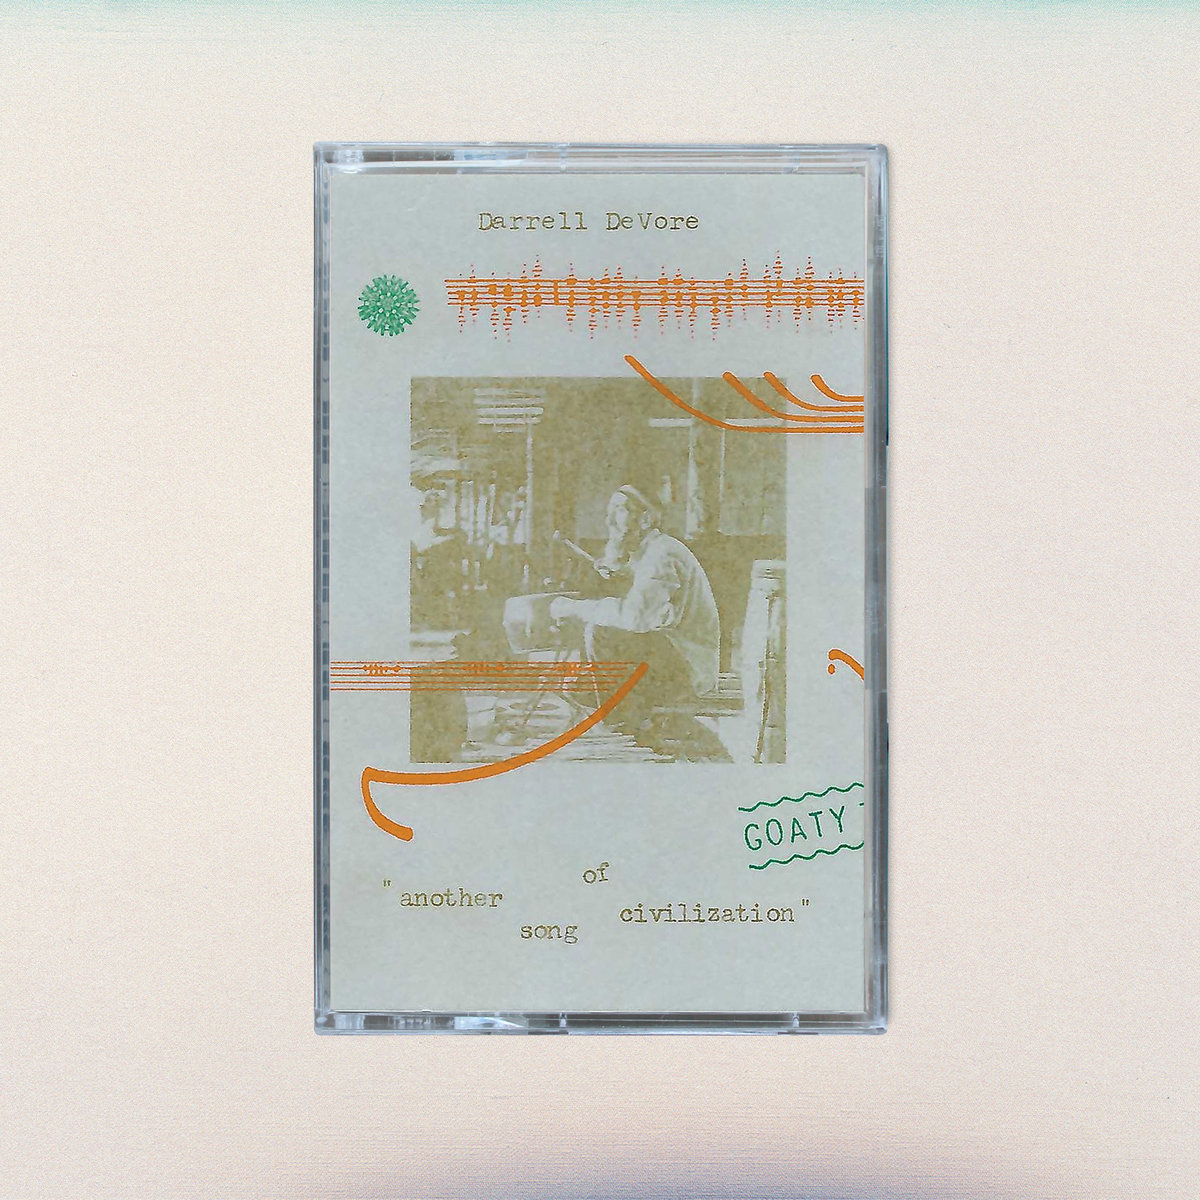 Darrell DeVore
GOATY
"another song of civilization"